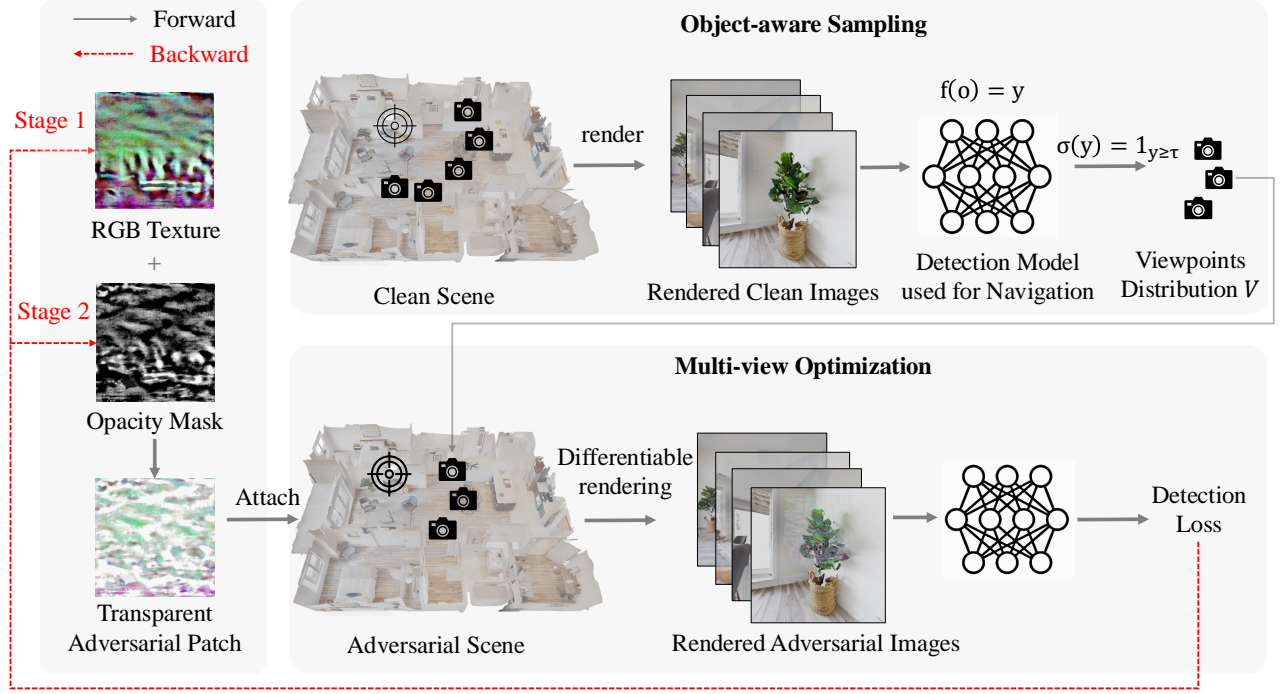 Forward
Backward
Stage 1
RGB Texture
+
Stage 2
Opacity Mask
Transparent
Adversarial Patch
Attach
Object-aware Sampling
Clean Scene
render
Rendered Clean Images
f(o) = y
Detection Model
used for Navigation
σ(y) = 1_{y≥τ}
Viewpoints
Distribution V
Multi-view Optimization
Adversarial Scene
Differentiable
rendering
Rendered Adversarial Images
Detection
Loss